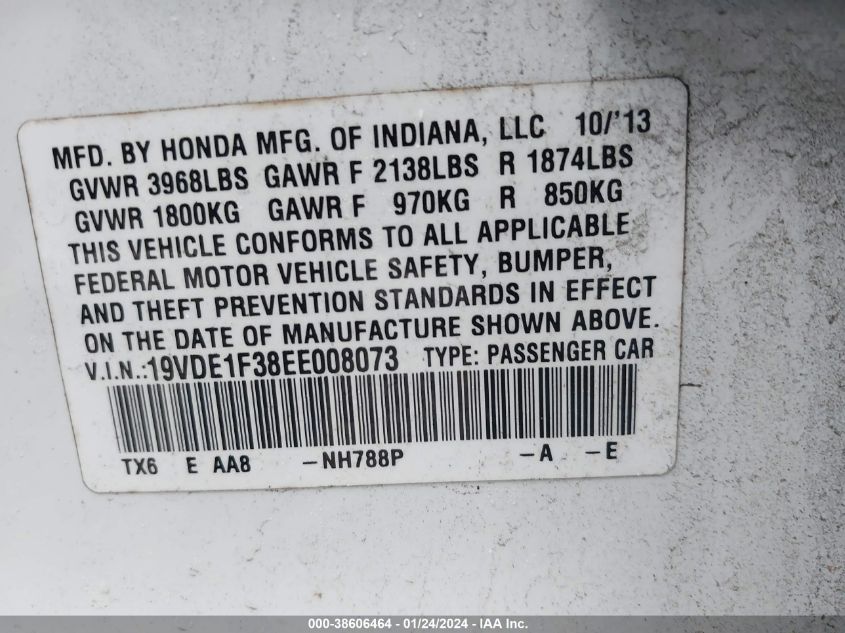 MFD. BY HONDA MFG. OF INDIANA, LLC 10/'13
GVWR 3968LBS GAWR F 2138LBS R 1874LBS
GVWR 1800KG GAWR F 970KG R 850KG
THIS VEHICLE CONFORMS TO ALL APPLICABLE
FEDERAL MOTOR VEHICLE SAFETY, BUMPER,
AND THEFT PREVENTION STANDARDS IN EFFECT
ON THE DATE OF MANUFACTURE SHOWN ABOVE.
V.I.N.:19VDE1F38EE008073 TYPE: PASSENGER CAR
TX6 E AA8 -NH788P -A -E
000-38606464 - 01/24/2024 - IAA Inc.